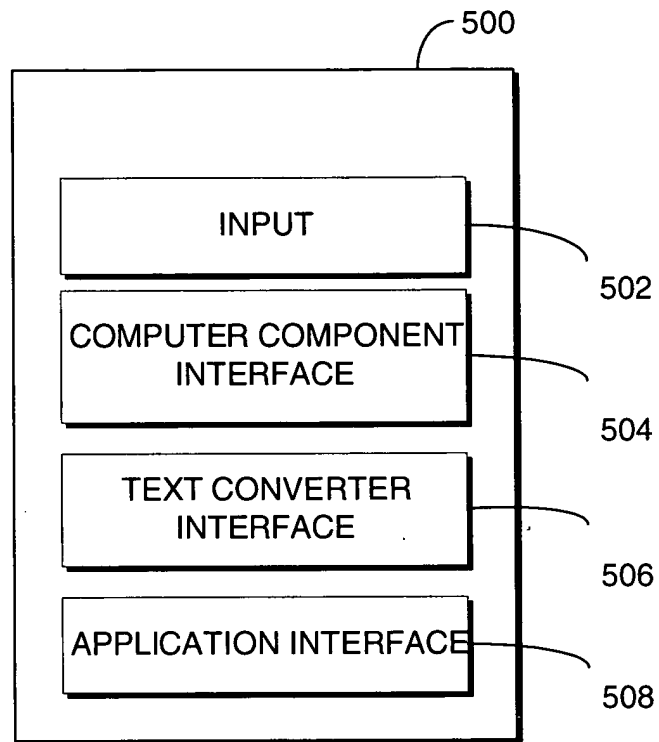 500
INPUT
502
COMPUTER COMPONENT
INTERFACE
504
TEXT CONVERTER
INTERFACE
506
APPLICATION INTERFACE
508